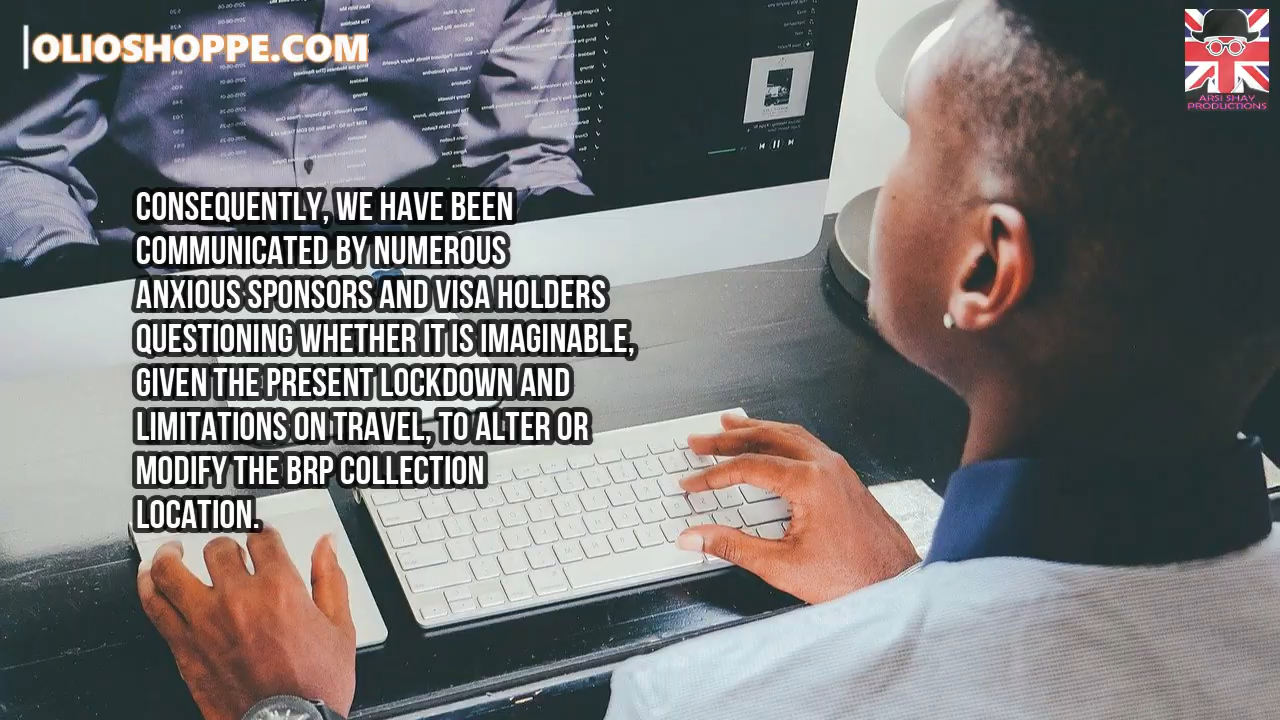 |OLIOSHOPPE.COM
ARSI SHAY
PRODUCTIONS
CONSEQUENTLY, WE HAVE BEEN
COMMUNICATED BY NUMEROUS
ANXIOUS SPONSORS AND VISA HOLDERS
QUESTIONING WHETHER IT IS IMAGINABLE,
GIVEN THE PRESENT LOCKDOWN AND
LIMITATIONS ON TRAVEL, TO ALTER OR
MODIFY THE BRP COLLECTION
LOCATION.